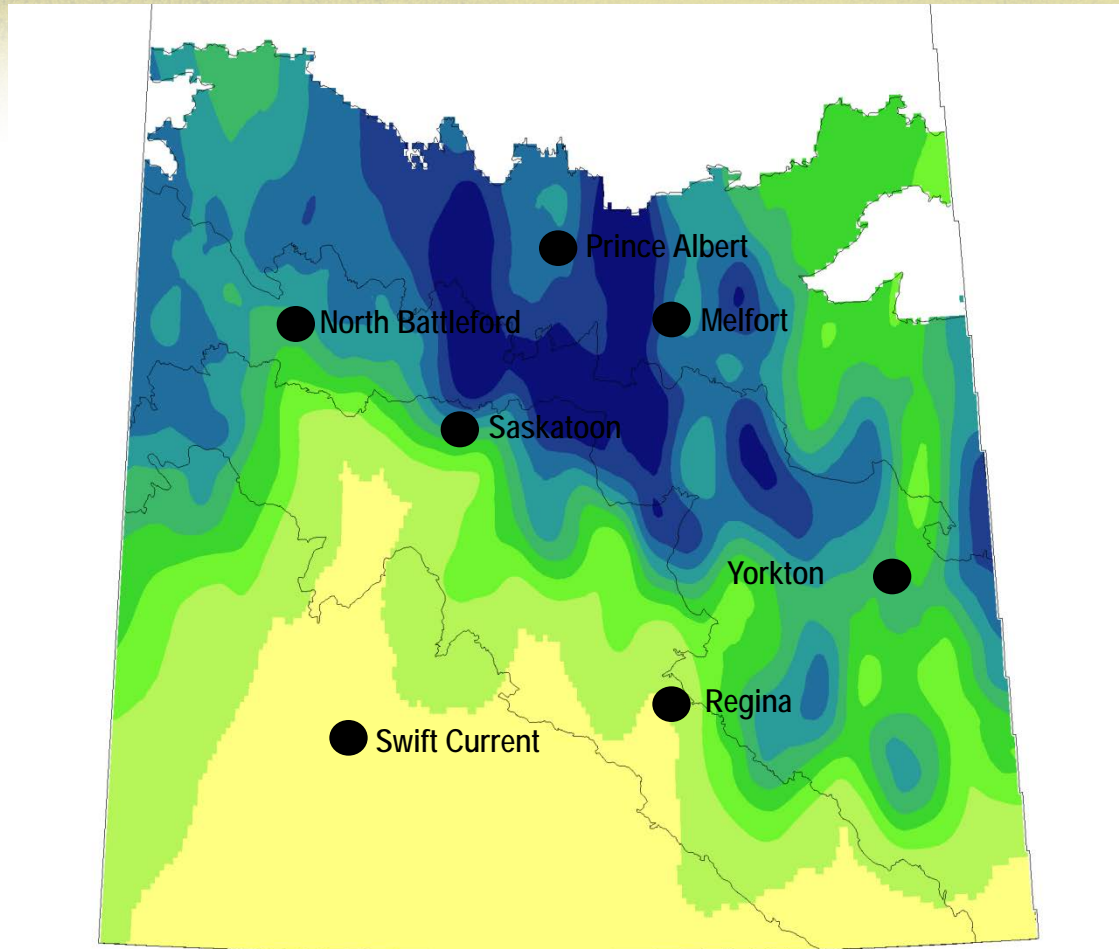 Prince Albert
North Battleford
Melfort
Saskatoon
Yorkton
Regina
Swift Current